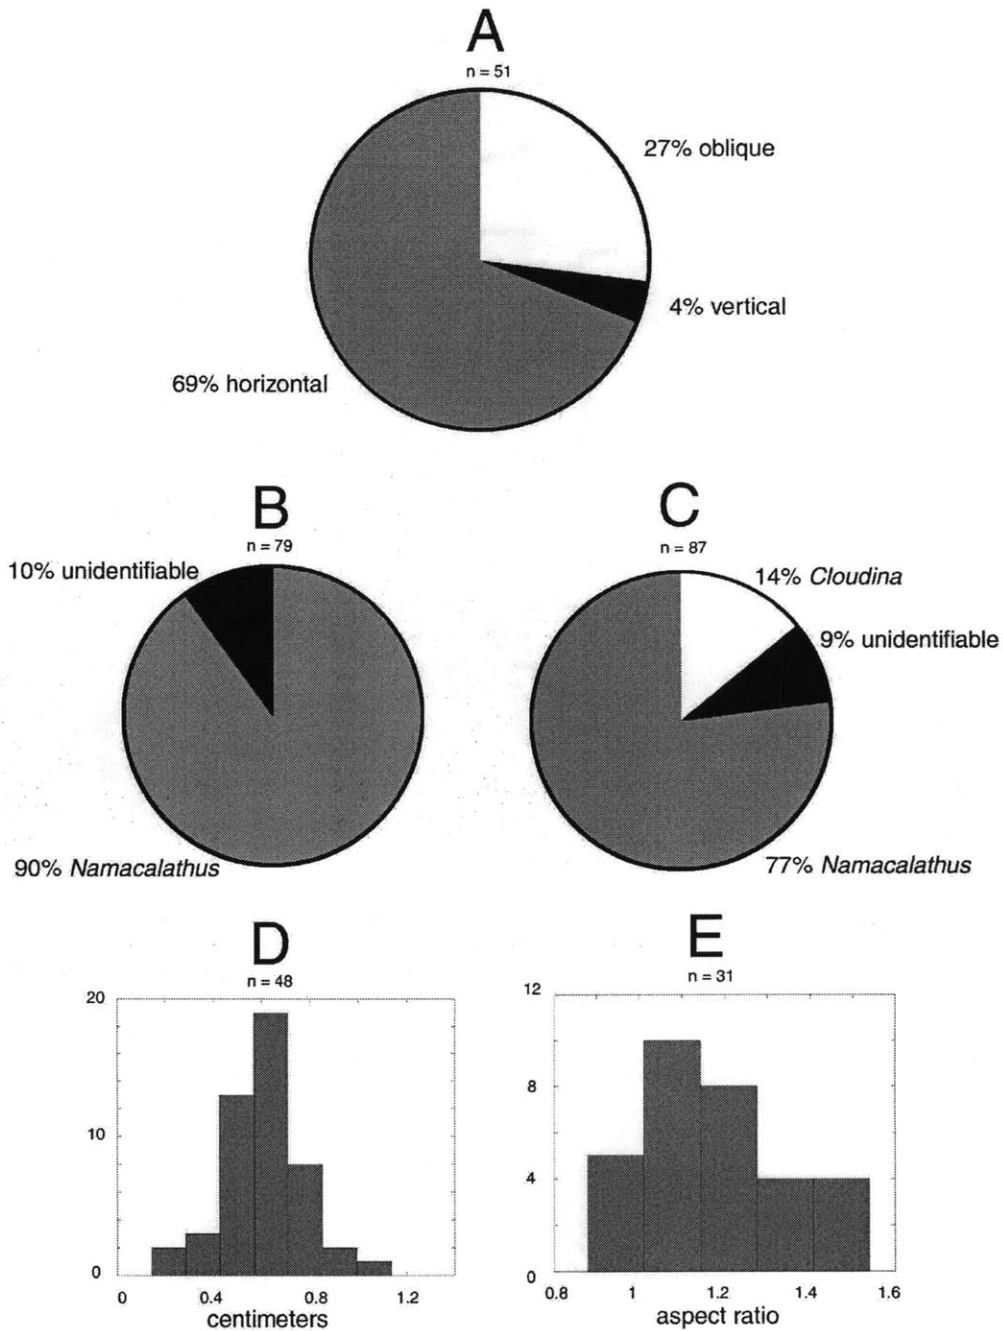 A
n = 51
27% oblique
4% vertical
69% horizontal
B
n = 79
10% unidentifiable
90% Namacalathus
C
n = 87
14% Cloudina
9% unidentifiable
77% Namacalathus
D
n = 48
20
10
0
0 0.4 0.8 1.2
centimeters
E
n = 31
12
8
4
0
0.8 1 1.2 1.4 1.6
aspect ratio